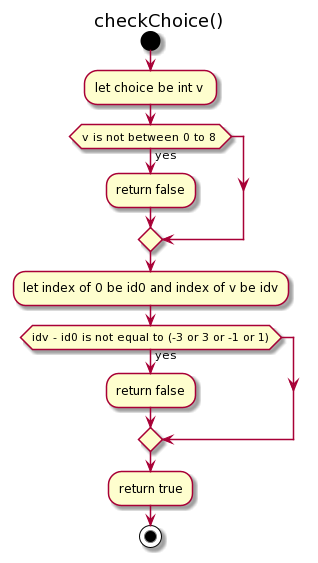 checkChoice()
let choice be int v
v is not between 0 to 8
yes
return false
let index of 0 be id0 and index of v be idv
idv - id0 is not equal to (-3 or 3 or -1 or 1)
yes
return false
return true